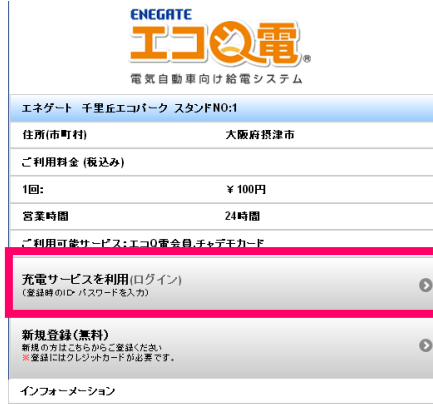 ENEGATE
エコQ電®
電気自動車向け給電システム
エネゲート 千里丘エコパーク スタンドNO:1
住所(市町村) 大阪府摂津市
ご利用料金(税込み)
1回: ¥100円
営業時間 24時間
ご利用可能サービス:エコQ電会員,チャデモカード
充電サービスを利用(ログイン)
(登録時のID・パスワードを入力)
新規登録(無料)
新規の方はこちらからご登録ください
※登録にはクレジットカードが必要です。
インフォーメーション